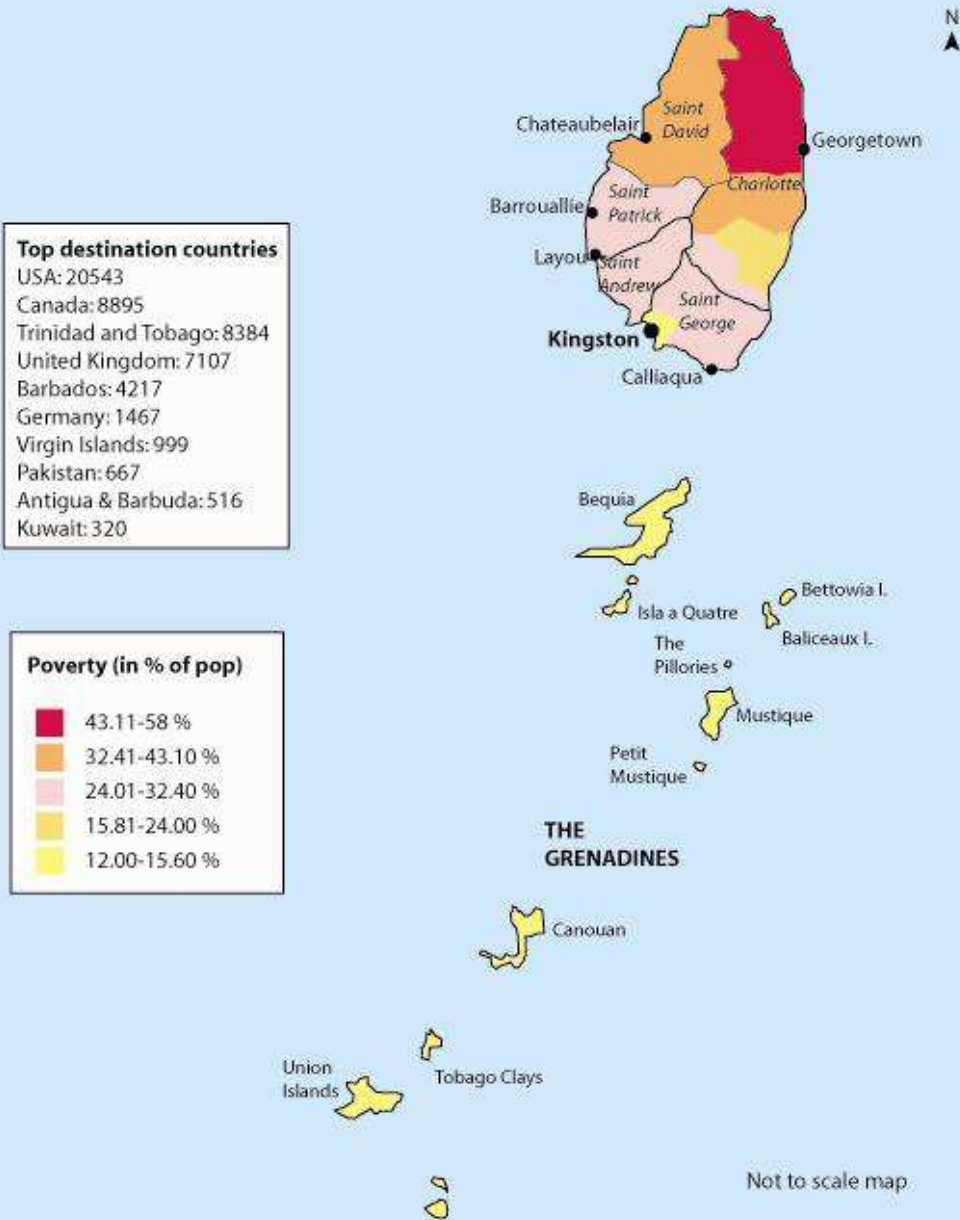 N
Chateaubelair
Saint
David
Georgetown
Charlotte
Saint
Patrick
Barrouallie
Layou
Saint
Andrew
Saint
George
Kingston
Calliaqua
Top destination countries
USA: 20543
Canada: 8895
Trinidad and Tobago: 8384
United Kingdom: 7107
Barbados: 4217
Germany: 1467
Virgin Islands: 999
Pakistan: 667
Antigua & Barbuda: 516
Kuwait: 320
Bequia
Isla a Quatre
Bettowia I.
Baliceaux I.
The
Pillories
Mustique
Petit
Mustique
Poverty (in % of pop)
43.11-58 %
32.41-43.10 %
24.01-32.40 %
15.81-24.00 %
12.00-15.60 %
THE
GRENADINES
Canouan
Tobago Clays
Union
Islands
Not to scale map